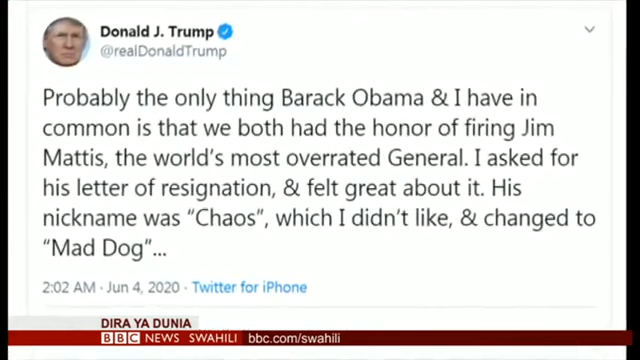 Donald J. Trump
@realDonaldTrump
Probably the only thing Barack Obama & I have in
common is that we both had the honor of firing Jim
Mattis, the world's most overrated General. I asked for
his letter of resignation, & felt great about it. His
nickname was “Chaos”, which I didn't like, & changed to
“Mad Dog”...
2:02 AM · Jun 4, 2020 · Twitter for iPhone
DIRA YA DUNIA
BBC NEWS SWAHILI bbc.com/swahili